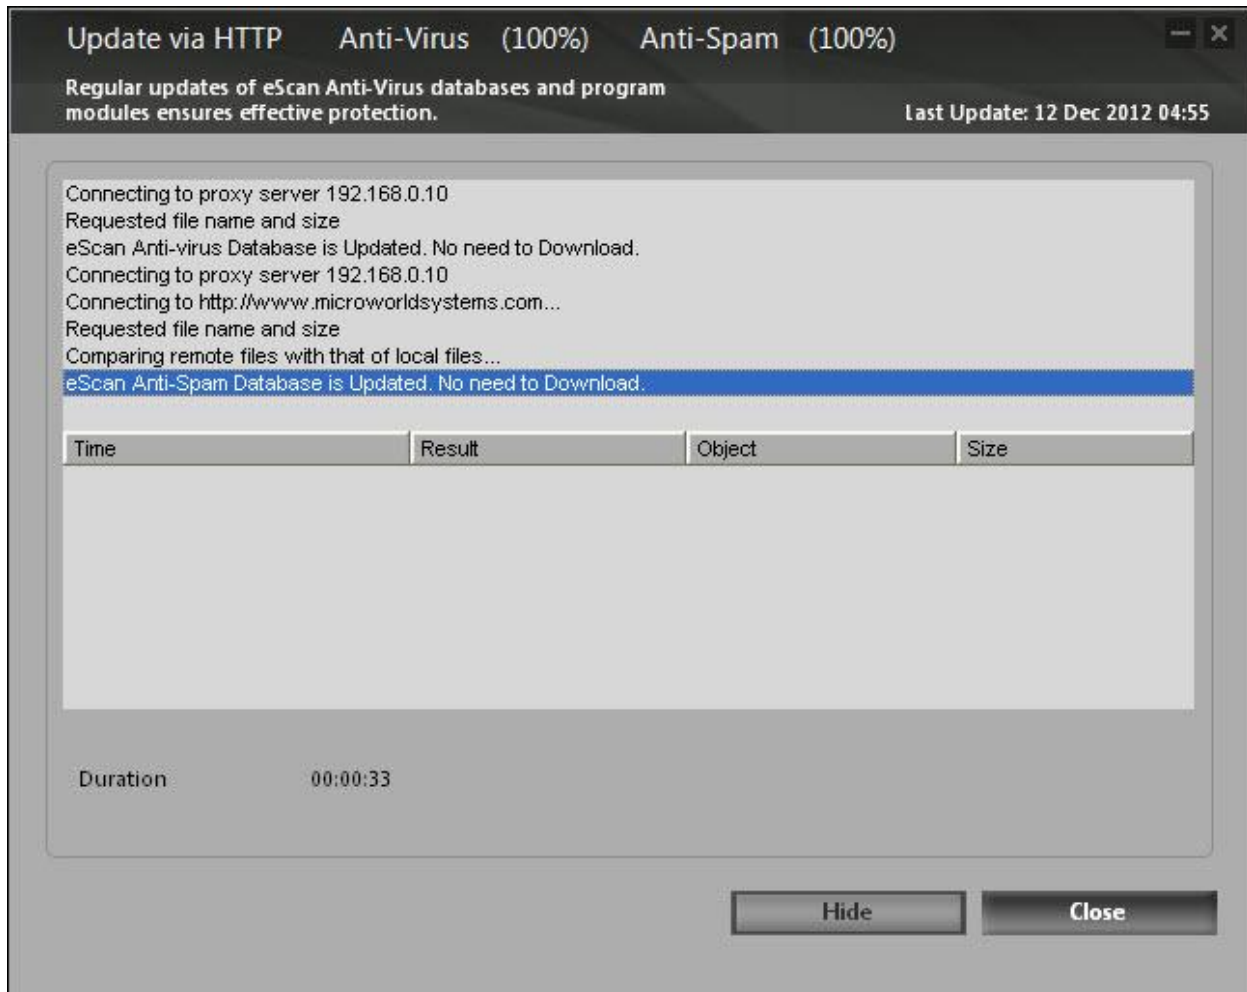 Update via HTTP Anti-Virus (100%) Anti-Spam (100%)
Regular updates of eScan Anti-Virus databases and program
modules ensures effective protection.
Last Update: 12 Dec 2012 04:55
Connecting to proxy server 192.168.0.10
Requested file name and size
eScan Anti-virus Database is Updated. No need to Download.
Connecting to proxy server 192.168.0.10
Connecting to http://www.microworldsystems.com...
Requested file name and size
Comparing remote files with that of local files...
eScan Anti-Spam Database is Updated. No need to Download.
Time Result Object Size
Duration 00:00:33
Hide Close